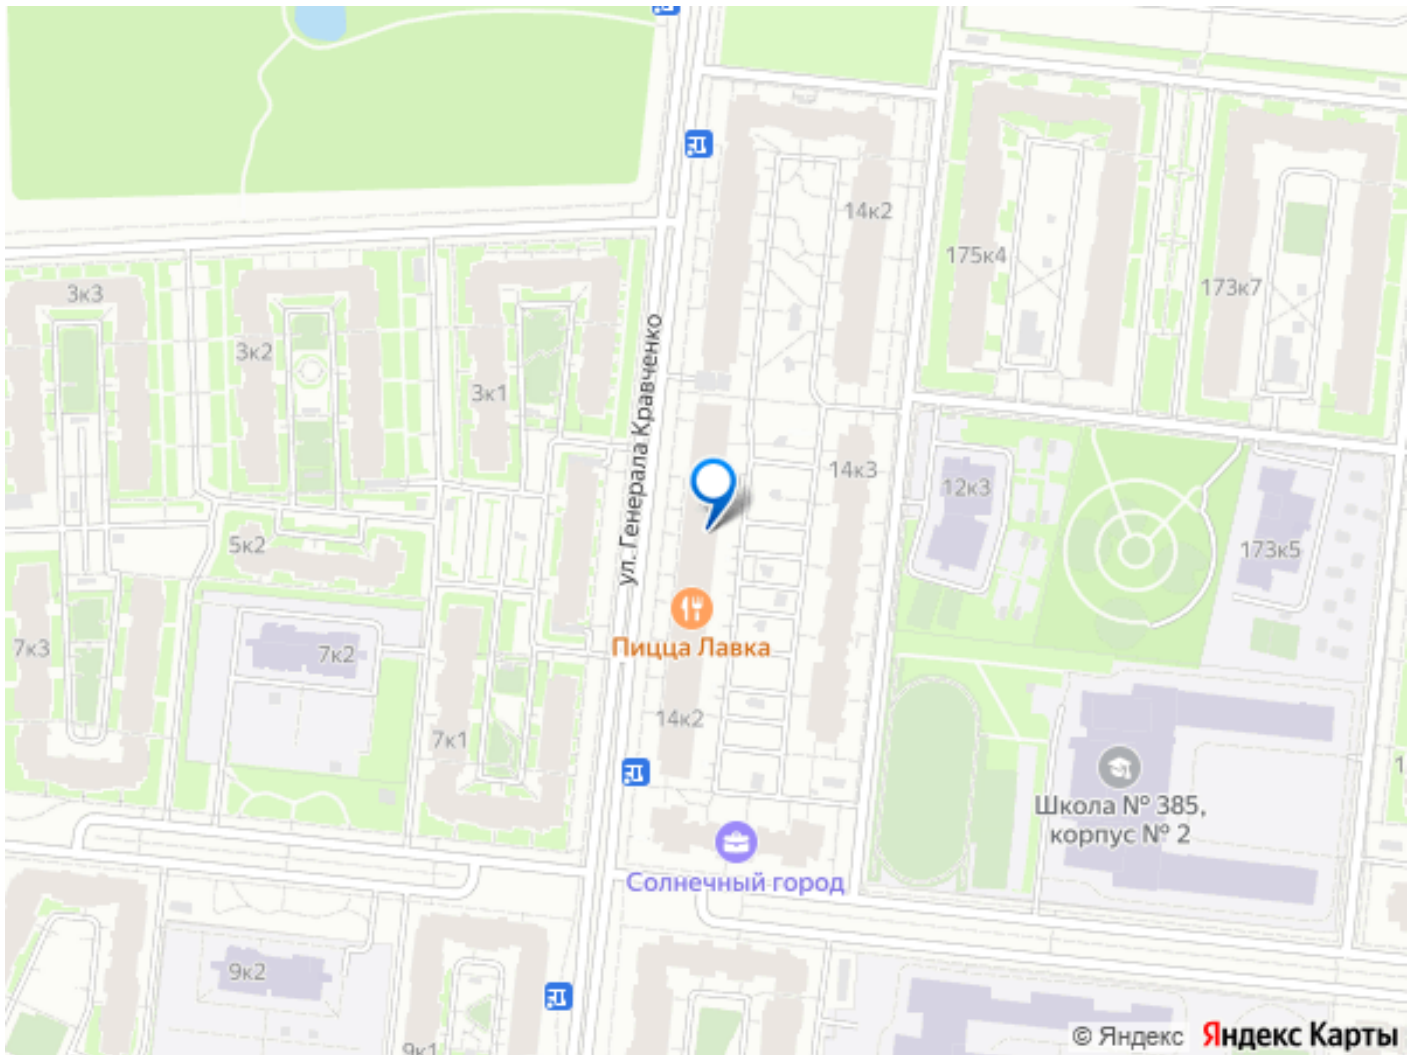 14к2
175к4
173к7
3к3
3к2
3к1
ул. Генерала Кравченко
14к3
12к3
173к5
5к2
7к3
7к2
Пицца Лавка
14к2
7к1
Школа № 385,
корпус № 2
Солнечный город
9к2
9к1
© Яндекс Яндекс Карты